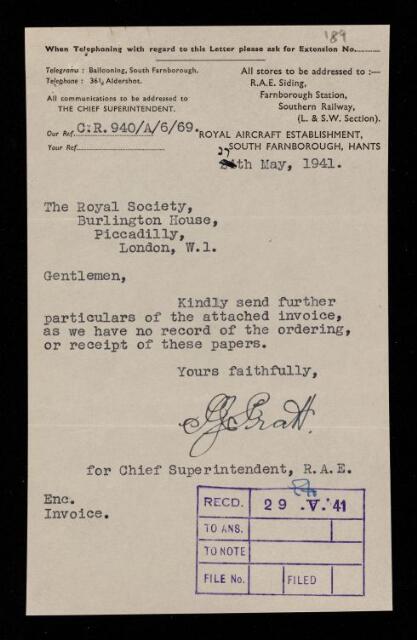 189
When Telephoning with regard to this Letter please ask for Extension No.
Telegrams : Ballooning, South Farnborough.
Telephone : 361, Aldershot.
All communications to be addressed to
THE CHIEF SUPERINTENDENT.
All stores to be addressed to :—
R.A.E. Siding,
Farnborough Station,
Southern Railway,
(L. & S.W. Section).
Our Ref. C.R. 940/A/6/69.
Your Ref.
ROYAL AIRCRAFT ESTABLISHMENT,
SOUTH FARNBOROUGH, HANTS
27th May, 1941.
The Royal Society,
Burlington House,
Piccadilly,
London, W.1.
Gentlemen,
Kindly send further
particulars of the attached invoice,
as we have no record of the ordering,
or receipt of these papers.
Yours faithfully,
for Chief Superintendent, R.A.E.
Enc.
Invoice.
RECD. 29 .V.'41
TO ANS.
TO NOTE
FILE No. FILED